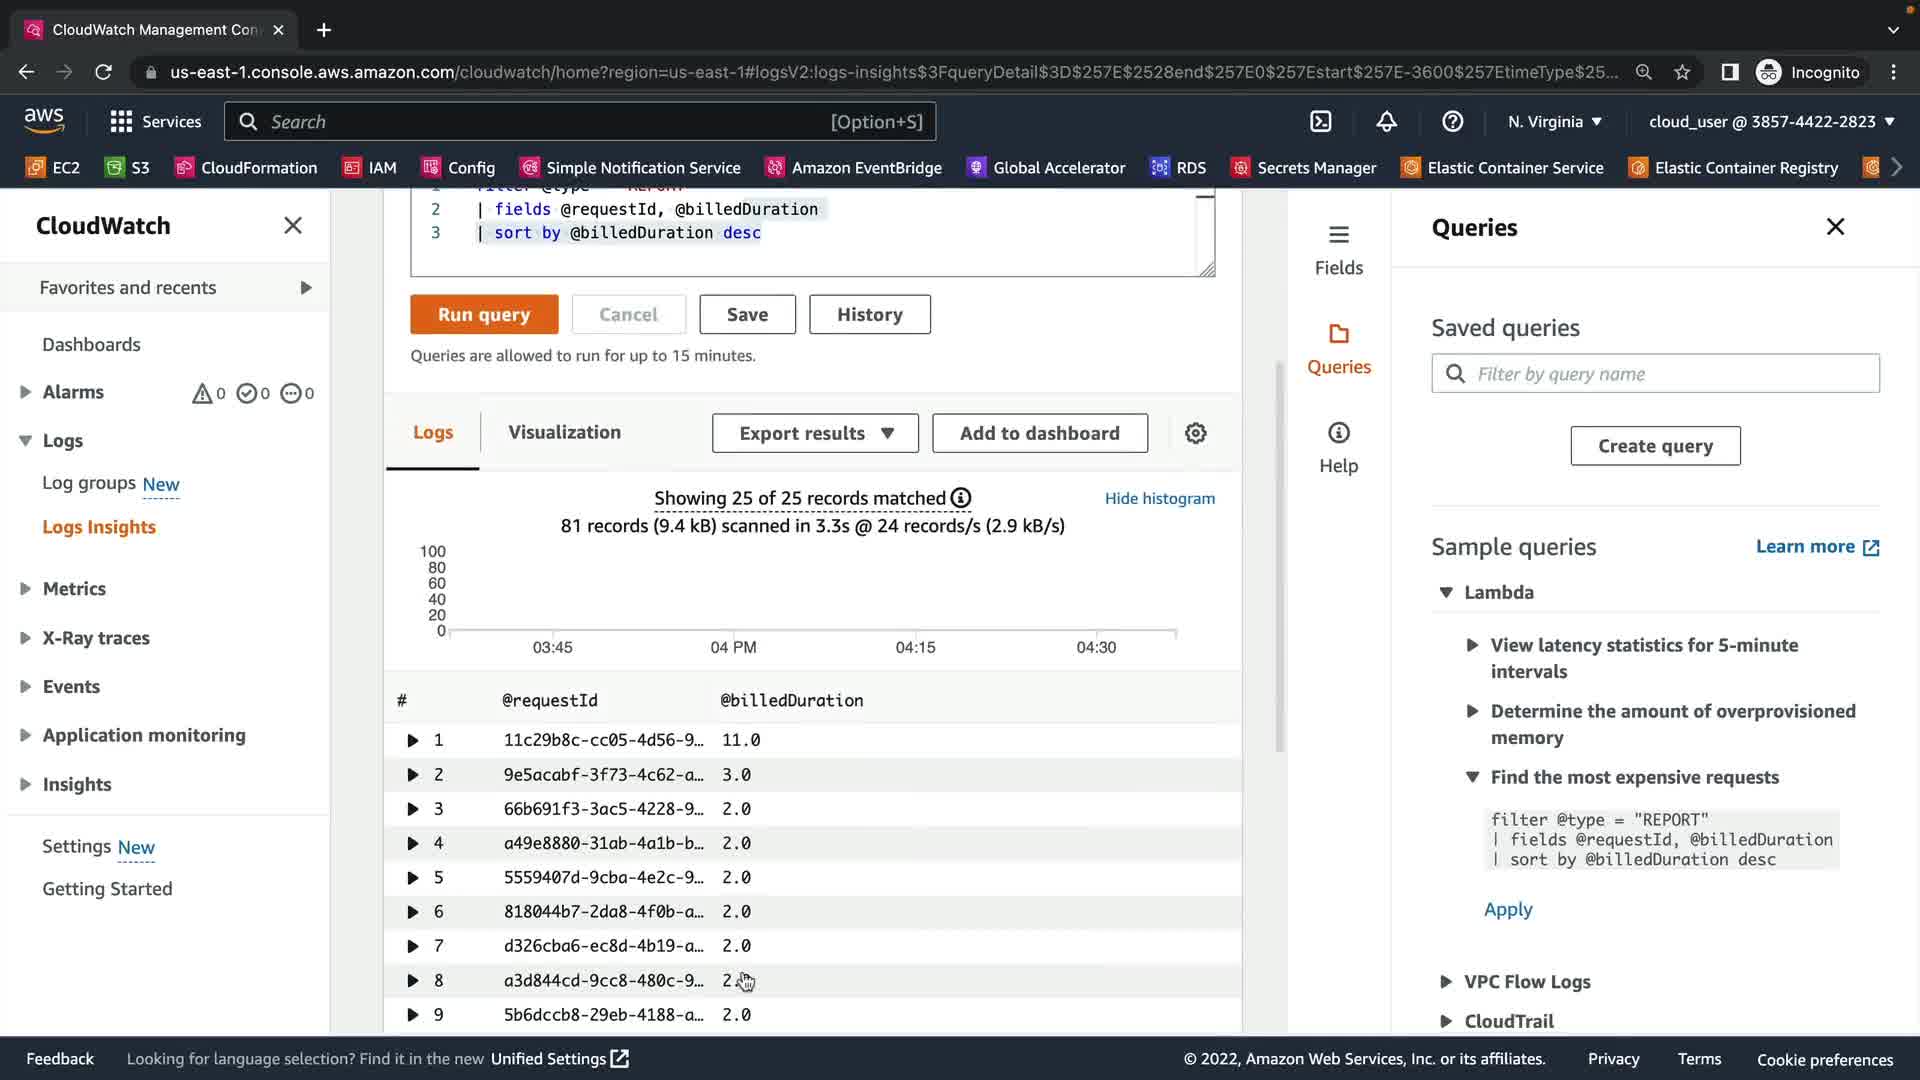 CloudWatch Management Con
us-east-1.console.aws.amazon.com/cloudwatch/home?region=us-east-1#logsV2:logs-insights$3FqueryDetail$3D$257E$2528end$257E0$257Estart$257E-3600$257EtimeType$25...
Incognito
aws
Services
Search
[Option+S]
N. Virginia
cloud_user @ 3857-4422-2823
EC2
S3
CloudFormation
IAM
Config
Simple Notification Service
Amazon EventBridge
Global Accelerator
RDS
Secrets Manager
Elastic Container Service
Elastic Container Registry
CloudWatch
Favorites and recents
Dashboards
Alarms
0
0
0
Logs
Log groups New
Logs Insights
Metrics
X-Ray traces
Events
Application monitoring
Insights
Settings New
Getting Started
1 filter @type = "REPORT"
2 | fields @requestId, @billedDuration
3 | sort by @billedDuration desc
Run query
Cancel
Save
History
Queries are allowed to run for up to 15 minutes.
Logs
Visualization
Export results
Add to dashboard
Showing 25 of 25 records matched
Hide histogram
81 records (9.4 kB) scanned in 3.3s @ 24 records/s (2.9 kB/s)
100
80
60
40
20
0
03:45
04 PM
04:15
04:30
# @requestId @billedDuration
1 11c29b8c-cc05-4d56-9… 11.0
2 9e5acabf-3f73-4c62-a… 3.0
3 66b691f3-3ac5-4228-9… 2.0
4 a49e8880-31ab-4a1b-b… 2.0
5 5559407d-9cba-4e2c-9… 2.0
6 818044b7-2da8-4f0b-a… 2.0
7 d326cba6-ec8d-4b19-a… 2.0
8 a3d844cd-9cc8-480c-9… 2.
9 5b6dccb8-29eb-4188-a… 2.0
Fields
Queries
Help
Queries
Saved queries
Filter by query name
Create query
Sample queries
Learn more
Lambda
View latency statistics for 5-minute
intervals
Determine the amount of overprovisioned
memory
Find the most expensive requests
filter @type = "REPORT"
| fields @requestId, @billedDuration
| sort by @billedDuration desc
Apply
VPC Flow Logs
CloudTrail
Feedback
Looking for language selection? Find it in the new Unified Settings
© 2022, Amazon Web Services, Inc. or its affiliates.
Privacy
Terms
Cookie preferences